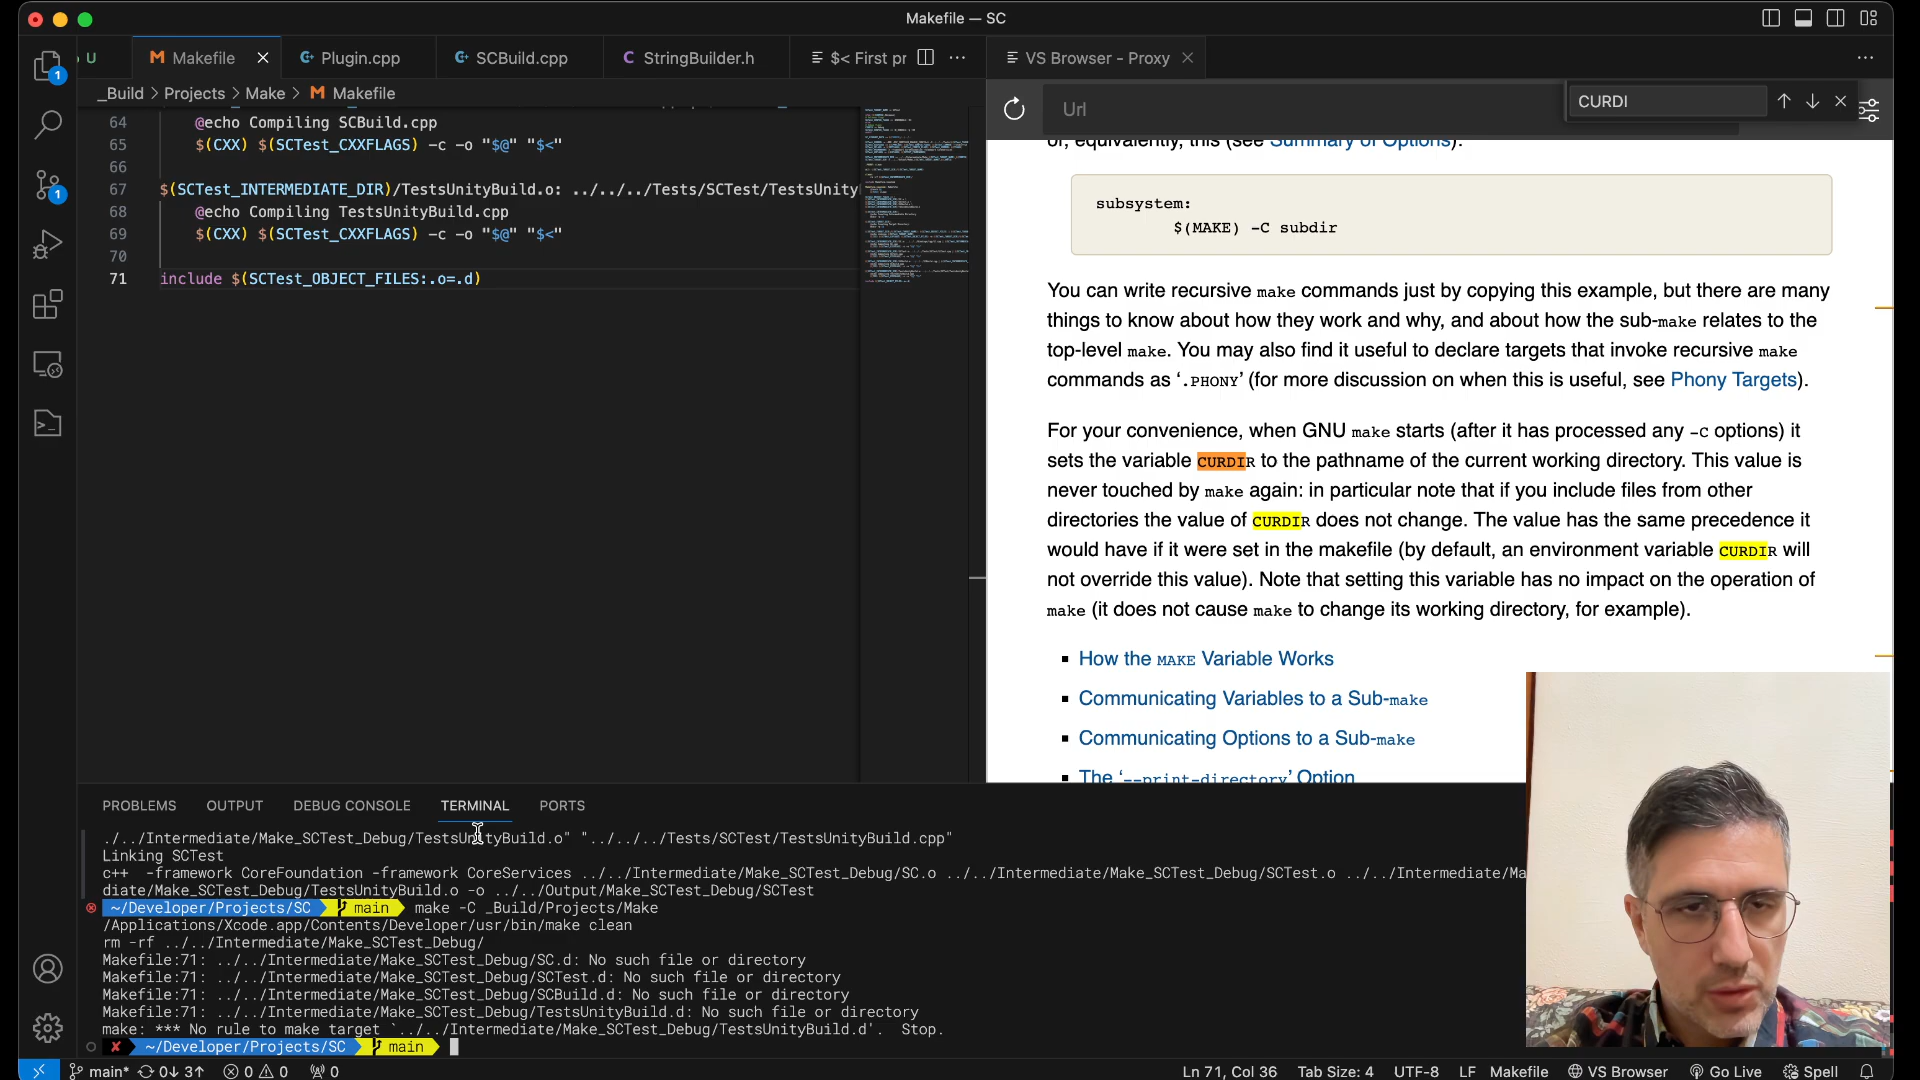 Makefile — SC
U
M Makefile
Plugin.cpp
SCBuild.cpp
C StringBuilder.h
$< First pr
VS Browser - Proxy
_Build > Projects > Make > M Makefile
Url
CURDI
64 @echo Compiling SCBuild.cpp
65 $(CXX) $(SCTest_CXXFLAGS) -c -o "$@" "$<"
66
67 $(SCTest_INTERMEDIATE_DIR)/TestsUnityBuild.o: ../../../Tests/SCTest/TestsUnity
68 @echo Compiling TestsUnityBuild.cpp
69 $(CXX) $(SCTest_CXXFLAGS) -c -o "$@" "$<"
70
71 include $(SCTest_OBJECT_FILES:.o=.d)
or, equivalently, this (see Summary of Options).
subsystem:
$(MAKE) -C subdir
You can write recursive make commands just by copying this example, but there are many
things to know about how they work and why, and about how the sub-make relates to the
top-level make. You may also find it useful to declare targets that invoke recursive make
commands as ‘.PHONY’ (for more discussion on when this is useful, see Phony Targets).
For your convenience, when GNU make starts (after it has processed any -C options) it
sets the variable CURDIR to the pathname of the current working directory. This value is
never touched by make again: in particular note that if you include files from other
directories the value of CURDIR does not change. The value has the same precedence it
would have if it were set in the makefile (by default, an environment variable CURDIR will
not override this value). Note that setting this variable has no impact on the operation of
make (it does not cause make to change its working directory, for example).
▪ How the MAKE Variable Works
▪ Communicating Variables to a Sub-make
▪ Communicating Options to a Sub-make
▪ The ‘--print-directory’ Option
PROBLEMS OUTPUT DEBUG CONSOLE TERMINAL PORTS
./../Intermediate/Make_SCTest_Debug/TestsUnityBuild.o" "../../../Tests/SCTest/TestsUnityBuild.cpp"
Linking SCTest
c++ -framework CoreFoundation -framework CoreServices ../../Intermediate/Make_SCTest_Debug/SC.o ../../Intermediate/Make_SCTest_Debug/SCTest.o ../../Intermediate/Ma
diate/Make_SCTest_Debug/TestsUnityBuild.o -o ../../Output/Make_SCTest_Debug/SCTest
~/Developer/Projects/SC main make -C _Build/Projects/Make
/Applications/Xcode.app/Contents/Developer/usr/bin/make clean
rm -rf ../../Intermediate/Make_SCTest_Debug/
Makefile:71: ../../Intermediate/Make_SCTest_Debug/SC.d: No such file or directory
Makefile:71: ../../Intermediate/Make_SCTest_Debug/SCTest.d: No such file or directory
Makefile:71: ../../Intermediate/Make_SCTest_Debug/SCBuild.d: No such file or directory
Makefile:71: ../../Intermediate/Make_SCTest_Debug/TestsUnityBuild.d: No such file or directory
make: *** No rule to make target `../../Intermediate/Make_SCTest_Debug/TestsUnityBuild.d'. Stop.
✘ ~/Developer/Projects/SC main
main* 0↓ 3↑ 0 0 0 Ln 71, Col 36 Tab Size: 4 UTF-8 LF Makefile VS Browser Go Live Spell